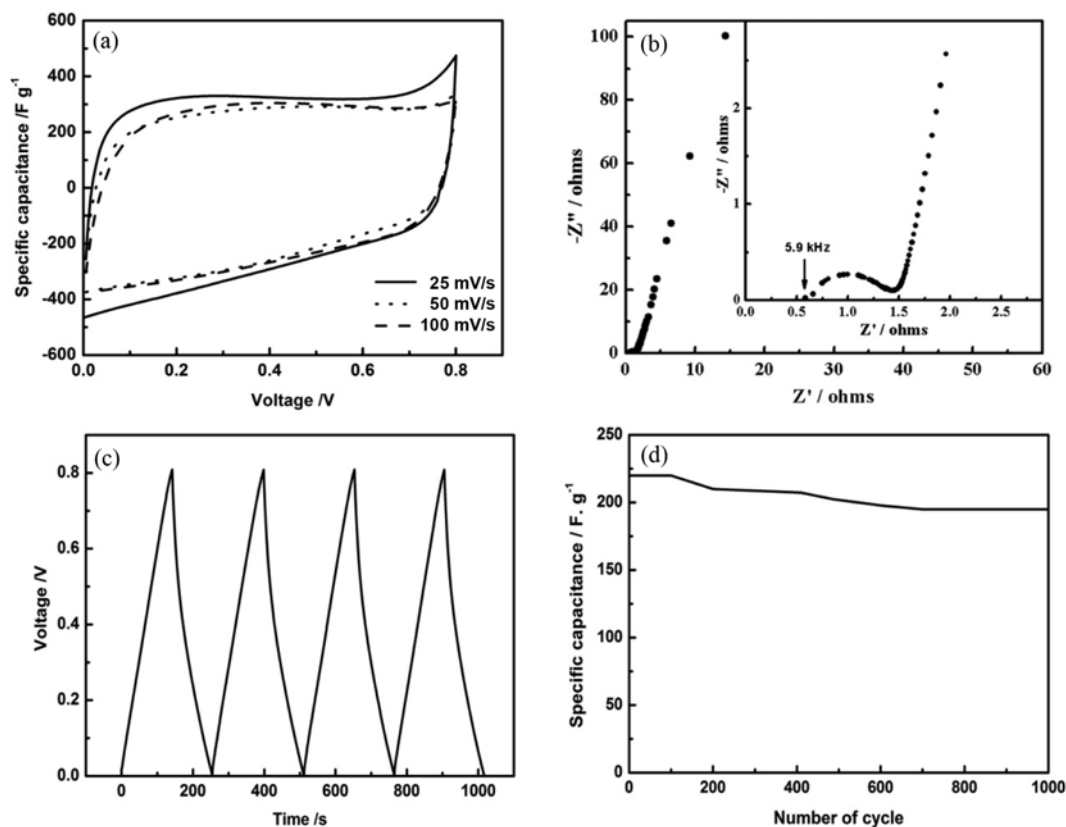 (a)
600
400
200
0
-200
-400
-600
Specific capacitance /F g⁻¹
25 mV/s
50 mV/s
100 mV/s
0.0 0.2 0.4 0.6 0.8
Voltage /V
(b)
100
80
60
40
20
0
-Z" / ohms
2
1
0
-Z" / ohms
5.9 kHz
0.0 0.5 1.0 1.5 2.0 2.5
Z' / ohms
0 10 20 30 40 50 60
Z' / ohms
(c)
0.8
0.6
0.4
0.2
0.0
Voltage /V
0 200 400 600 800 1000
Time /s
(d)
250
225
200
175
150
125
100
75
50
25
0
Specific capacitance / F. g⁻¹
0 200 400 600 800 1000
Number of cycle